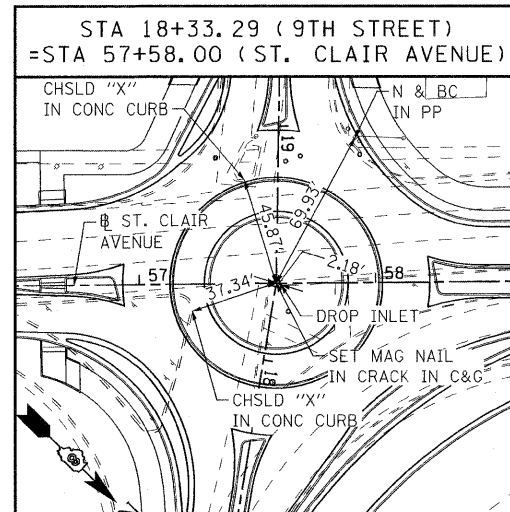 STA 18+33.29 (9TH STREET)
=STA 57+58.00 (ST. CLAIR AVENUE)
CHSLD "X"
IN CONC CURB
N & BC
IN PP
19
45.87'
69.93'
℄ ST. CLAIR
AVENUE
57
37.34'
2.18'
58
DROP INLET
SET MAG NAIL
IN CRACK IN C&G
18
CHSLD "X"
IN CONC CURB